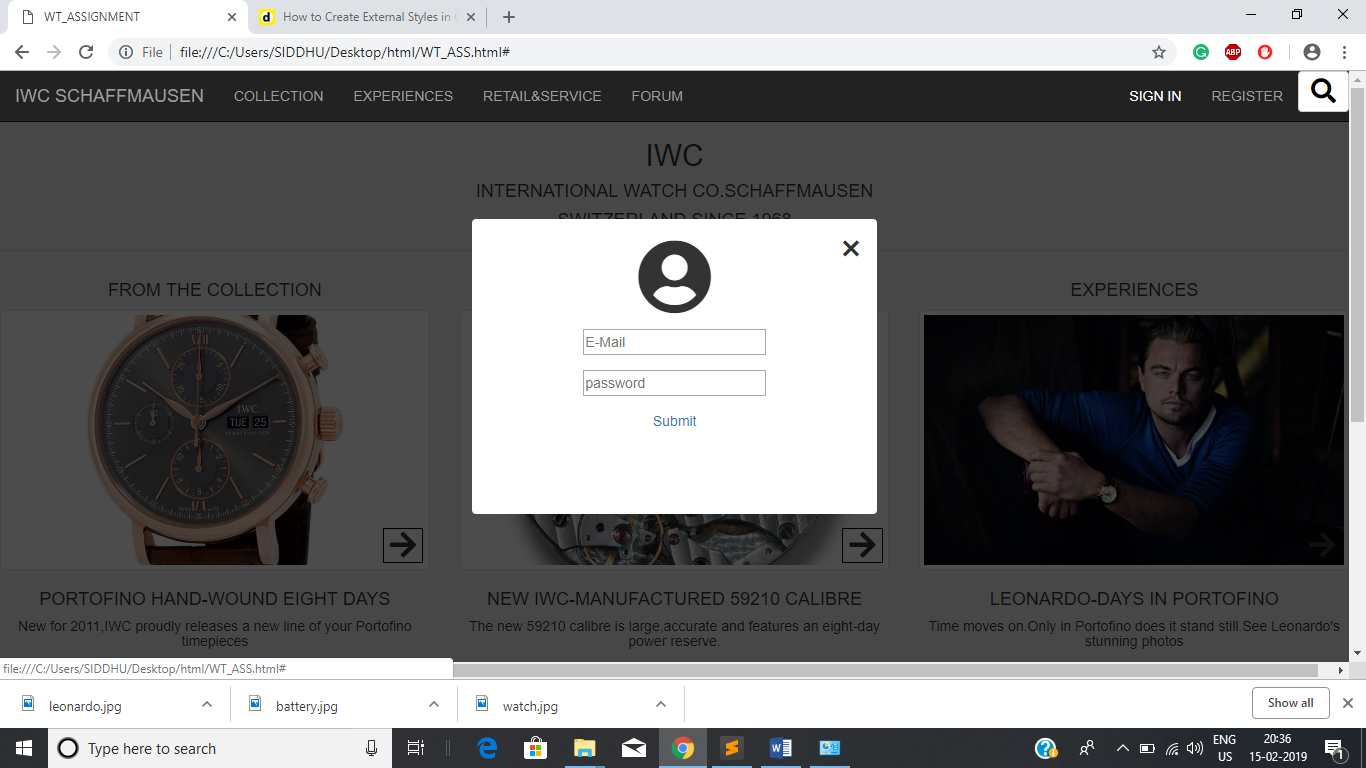 WT_ASSIGNMENT
How to Create External Styles in
File
file:///C:/Users/SIDDHU/Desktop/html/WT_ASS.html#
ABP
IWC SCHAFFMAUSEN COLLECTION EXPERIENCES RETAIL&SERVICE FORUM SIGN IN REGISTER
IWC
INTERNATIONAL WATCH CO.SCHAFFMAUSEN
SWITZERLAND SINCE 1968
FROM THE COLLECTION
EXPERIENCES
IWC
TUE 25
SCHAFFHAUSEN
E-Mail
password
Submit
PORTOFINO HAND-WOUND EIGHT DAYS
New for 2011,IWC proudly releases a new line of your Portofino
timepieces
NEW IWC-MANUFACTURED 59210 CALIBRE
The new 59210 calibre is large,accurate and features an eight-day
power reserve.
LEONARDO-DAYS IN PORTOFINO
Time moves on.Only in Portofino does it stand still.See Leonardo's
stunning photos
file:///C:/Users/SIDDHU/Desktop/html/WT_ASS.html#
leonardo.jpg
battery.jpg
watch.jpg
Show all
Type here to search
ENG
US
20:36
15-02-2019
1